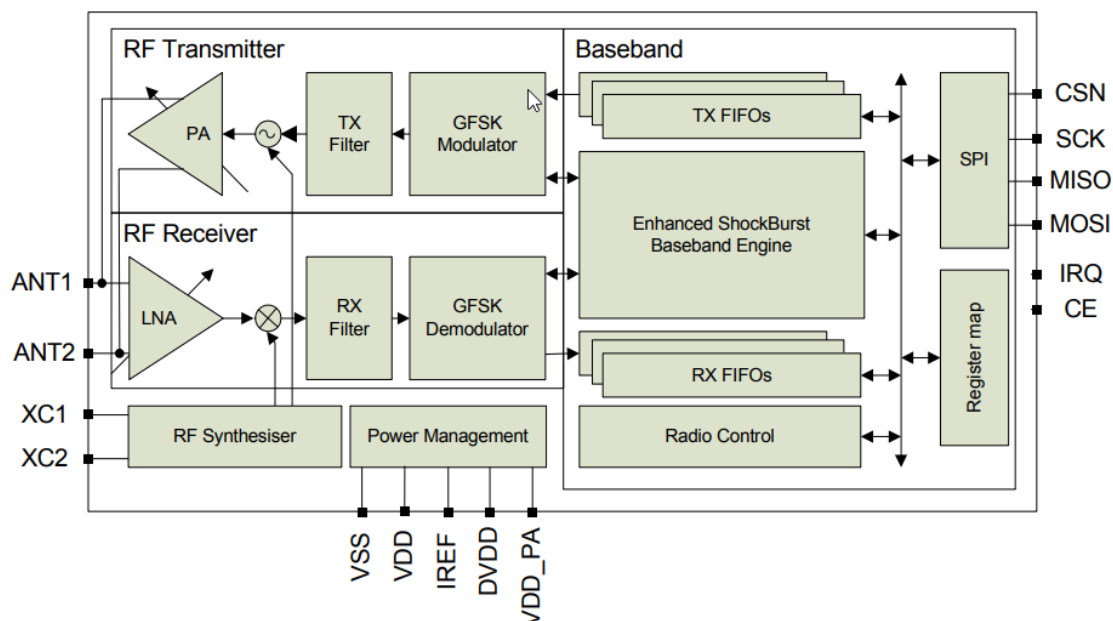 RF Transmitter
Baseband
PA
TX
Filter
GFSK
Modulator
TX FIFOs
SPI
CSN
SCK
MISO
MOSI
Enhanced ShockBurst
Baseband Engine
RF Receiver
ANT1
LNA
RX
Filter
GFSK
Demodulator
IRQ
CE
ANT2
RX FIFOs
Register map
XC1
XC2
RF Synthesiser
Power Management
Radio Control
VSS
VDD
IREF
DVDD
VDD_PA